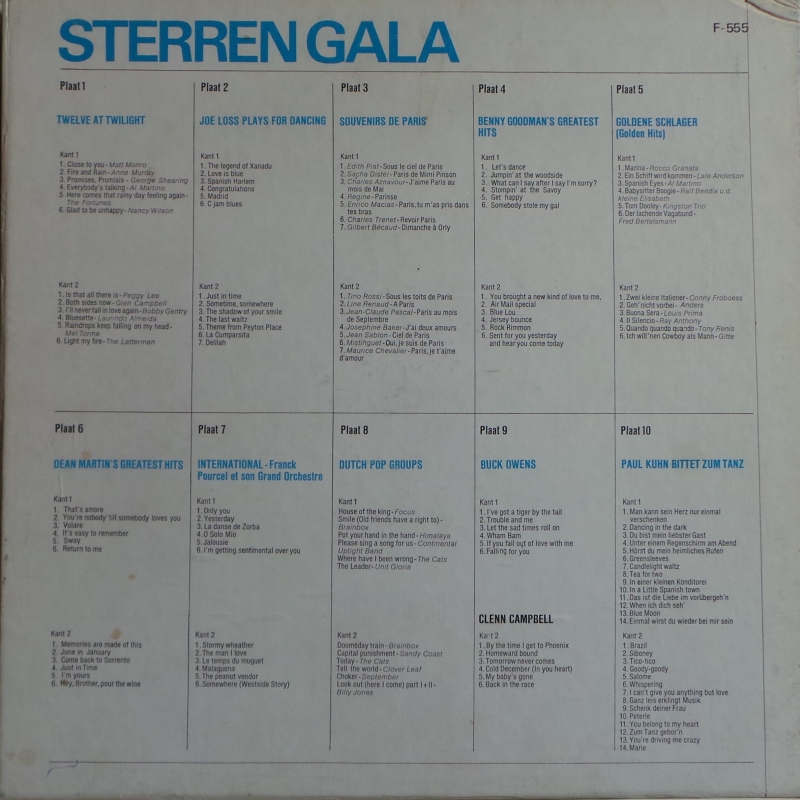 STERREN GALA
F-555
Plaat 1
TWELVE AT TWILIGHT
Kant 1
1. Close to you - Matt Monro
2. Fire and Rain - Anne Murray
3. Promises, Promisis - George Shearing
4. Everybody's talking - Al Martino
5. Here comes that rainy day feeling again -
The Fortunes
6. Glad to be unhappy - Nancy Wilson
Kant 2
1. Is that all there is - Peggy Lee
2. Both sides now - Glen Campbell
3. I'll never fall in love again - Bobby Gentry
4. Bluesette - Laurindo Almeida
5. Raindrops keep falling on my head -
Mel Torme
6. Light my fire - The Lettermen
Plaat 2
JOE LOSS PLAYS FOR DANCING
Kant 1
1. The legend of Xanadu
2. Love is blue
3. Spanish Harlem
4. Congratulations
5. Madrid
6. C jam blues
Kant 2
1. Just in time
2. Sometime, somewhere
3. The shadow of your smile
4. The last waltz
5. Theme from Peyton Place
6. La Cumparsita
7. Delilah
Plaat 3
SOUVENIRS DE PARIS
Kant 1
1. Edith Piaf - Sous le ciel de Paris
2. Sacha Distel - Paris de Mimi Pinson
3. Charles Aznavour - J'aime Paris au
mois de Mai
4. Regine - Parisse
5. Enrico Macias - Paris, tu m'as pris dans
tes bras
6. Charles Trenet - Revoir Paris
7. Gilbert Bécaud - Dimanche à Orly
Kant 2
1. Tino Rossi - Sous les toits de Paris
2. Line Renaud - A Paris
3. Jean-Claude Pascal - Paris au mois
de Septembre
4. Josephine Baker - J'ai doux amours
5. Jean Sablon - Ciel de Paris
6. Mistinguet - Oui, je suis de Paris
7. Maurice Chevalier - Paris, je t'aime
d'amour
Plaat 4
BENNY GOODMAN'S GREATEST
HITS
Kant 1
1. Let's dance
2. Jumpin' at the woodside
3. What can I say after I say I'm sorry?
4. Stompin' at the Savoy
5. Get happy
6. Somebody stole my gal
Kant 2
1. You brought a new kind of love to me,
2. Air Mail special
3. Blue Lou
4. Jersey bounce
5. Rock Rimmon
6. Sent for you yesterday
and hear you come today
Plaat 5
GOLDENE SCHLAGER
(Golden Hits)
Kant 1
1. Marina - Rocco Granata
2. Ein Schiff wird kommen - Lale Anderson
3. Spanish Eyes - Al Martino
4. Babysitter Boogie - Ralf Bendix u.d.
kleine Elisabeth
5. Tom Dooley - Kingston Trio
6. Der lachende Vagabund -
Fred Bertelsmann
Kant 2
1. Zwei kleine Italiener - Conny Froboess
2. Geh' nicht vorbei - Anders
3. Buona Sera - Louis Prima
4. Il Silencio - Ray Anthony
5. Quando quando quando - Tony Renis
6. Ich will'nen Cowboy als Mann - Gitte
Plaat 6
DEAN MARTIN'S GREATEST HITS
Kant 1
1. That's amore
2. You're nobody 'till somebody loves you
3. Volare
4. It's easy to remember
5. Sway
6. Return to me
Kant 2
1. Memories are made of this
2. June in January
3. Come back to Sorrento
4. Just in Time
5. I'm yours
6. Hey, Brother, pour the wine
Plaat 7
INTERNATIONAL - Franck
Pourcel et son Grand Orchestre
Kant 1
1. Only you
2. Yesterday
3. La danse de Zorba
4. O Solo Mio
5. Jalousie
6. I'm getting sentimental over you
Kant 2
1. Stormy wheather
2. The man I love
3. Le temps du muguet
4. Malaguena
5. The peanut vendor
6. Somewhere (Westside Story)
Plaat 8
DUTCH POP GROUPS
Kant 1
House of the king - Focus
Smile (Old friends have a right to) -
Brainbox
Put your hand in the hand - Himalaya
Please sing a song for us - Continental
Uptight Band
Where have I been wrong - The Cats
The Leader - Unit Gloria
Kant 2
Doomsday train - Brainbox
Capital punishment - Sandy Coast
Today - The Cats
Tell the world - Clover Leaf
Choker - September
Look out (here I come) part I + II -
Billy Jones
Plaat 9
BUCK OWENS
Kant 1
1. I've got a tiger by the tail
2. Trouble and me
3. Let the sad times roll on
4. Wham Bam
5. If you fall out of love with me
6. Falling for you
CLENN CAMPBELL
Kant 2
1. By the time I get to Phoenix
2. Homeward bound
3. Tomorrow never comes
4. Cold December (In you heart)
5. My baby's gone
6. Back in the race
Plaat 10
PAUL KUHN BITTET ZUM TANZ
Kant 1
1. Man kann sein Herz nur einmal
verschenken
2. Dancing in the dark
3. Du bist mein liebster Gast
4. Unter einem Regenschirm am Abend
5. Hörst du mein heimliches Rufen
6. Greensleeves
7. Candlelight waltz
8. Tea for two
9. In einer kleinen Konditorei
10. In a Little Spanish town
11. Das ist die Liebe im vorübergeh'n
12. When ich dich seh'
13. Blue Moon
14. Einmal wirst du wieder bei mir sein
Kant 2
1. Brazil
2. Siboney
3. Tico-tico
4. Goody-goody
5. Salome
6. Whispering
7. I can't give you anything but love
8. Ganz leis erklingt Musik
9. Schenk deiner Frau
10. Peterle
11. You belong to my heart
12. Zum Tanz gebor'n
13. You're driving me crazy
14. Marie